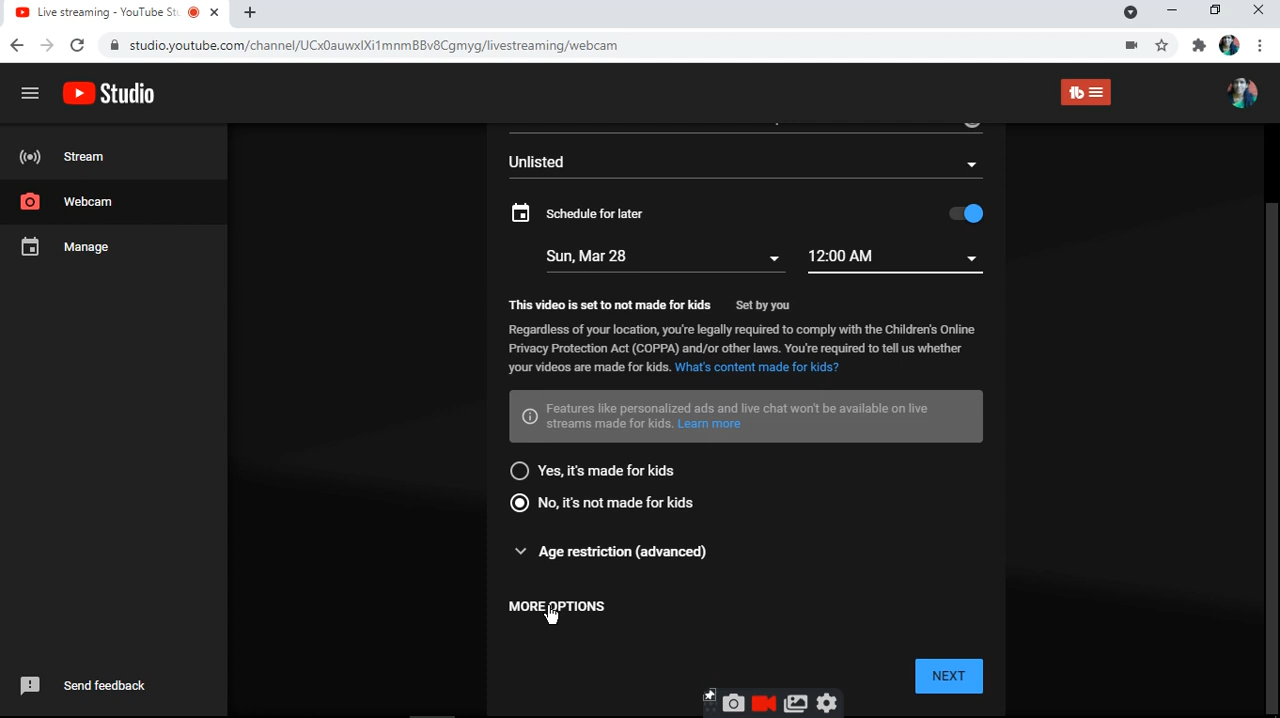 Live streaming - YouTube Stu
studio.youtube.com/channel/UCx0auwxlXi1mnmBBv8Cgmyg/livestreaming/webcam
Studio
Stream
Webcam
Manage
Unlisted
Schedule for later
Sun, Mar 28
12:00 AM
This video is set to not made for kids Set by you
Regardless of your location, you're legally required to comply with the Children's Online
Privacy Protection Act (COPPA) and/or other laws. You're required to tell us whether
your videos are made for kids. What's content made for kids?
Features like personalized ads and live chat won't be available on live
streams made for kids. Learn more
Yes, it's made for kids
No, it's not made for kids
Age restriction (advanced)
MORE OPTIONS
NEXT
Send feedback